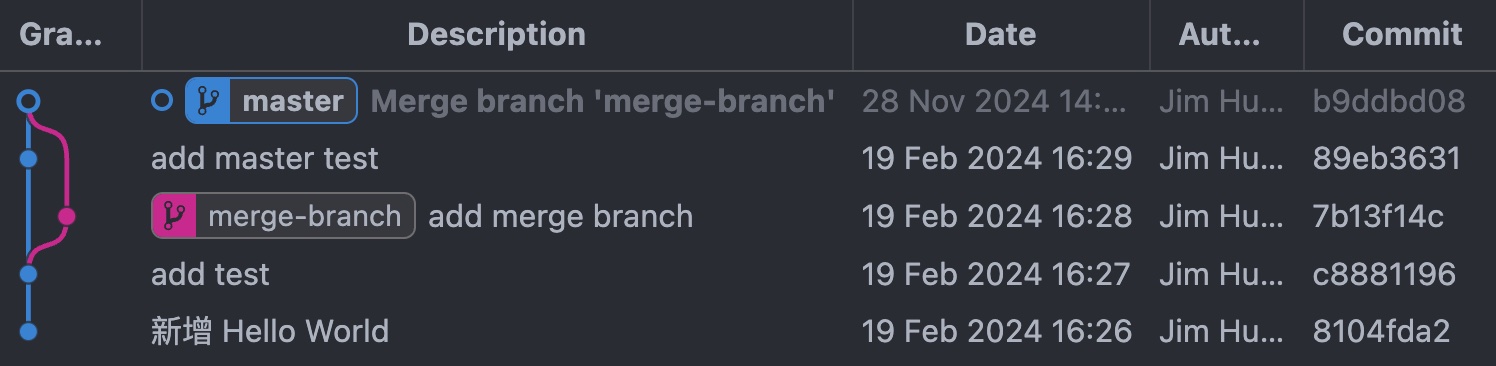 Gra... Description Date Aut... Commit
master Merge branch 'merge-branch' 28 Nov 2024 14:... Jim Hu... b9ddbd08
add master test 19 Feb 2024 16:29 Jim Hu... 89eb3631
merge-branch add merge branch 19 Feb 2024 16:28 Jim Hu... 7b13f14c
add test 19 Feb 2024 16:27 Jim Hu... c8881196
新增 Hello World 19 Feb 2024 16:26 Jim Hu... 8104fda2